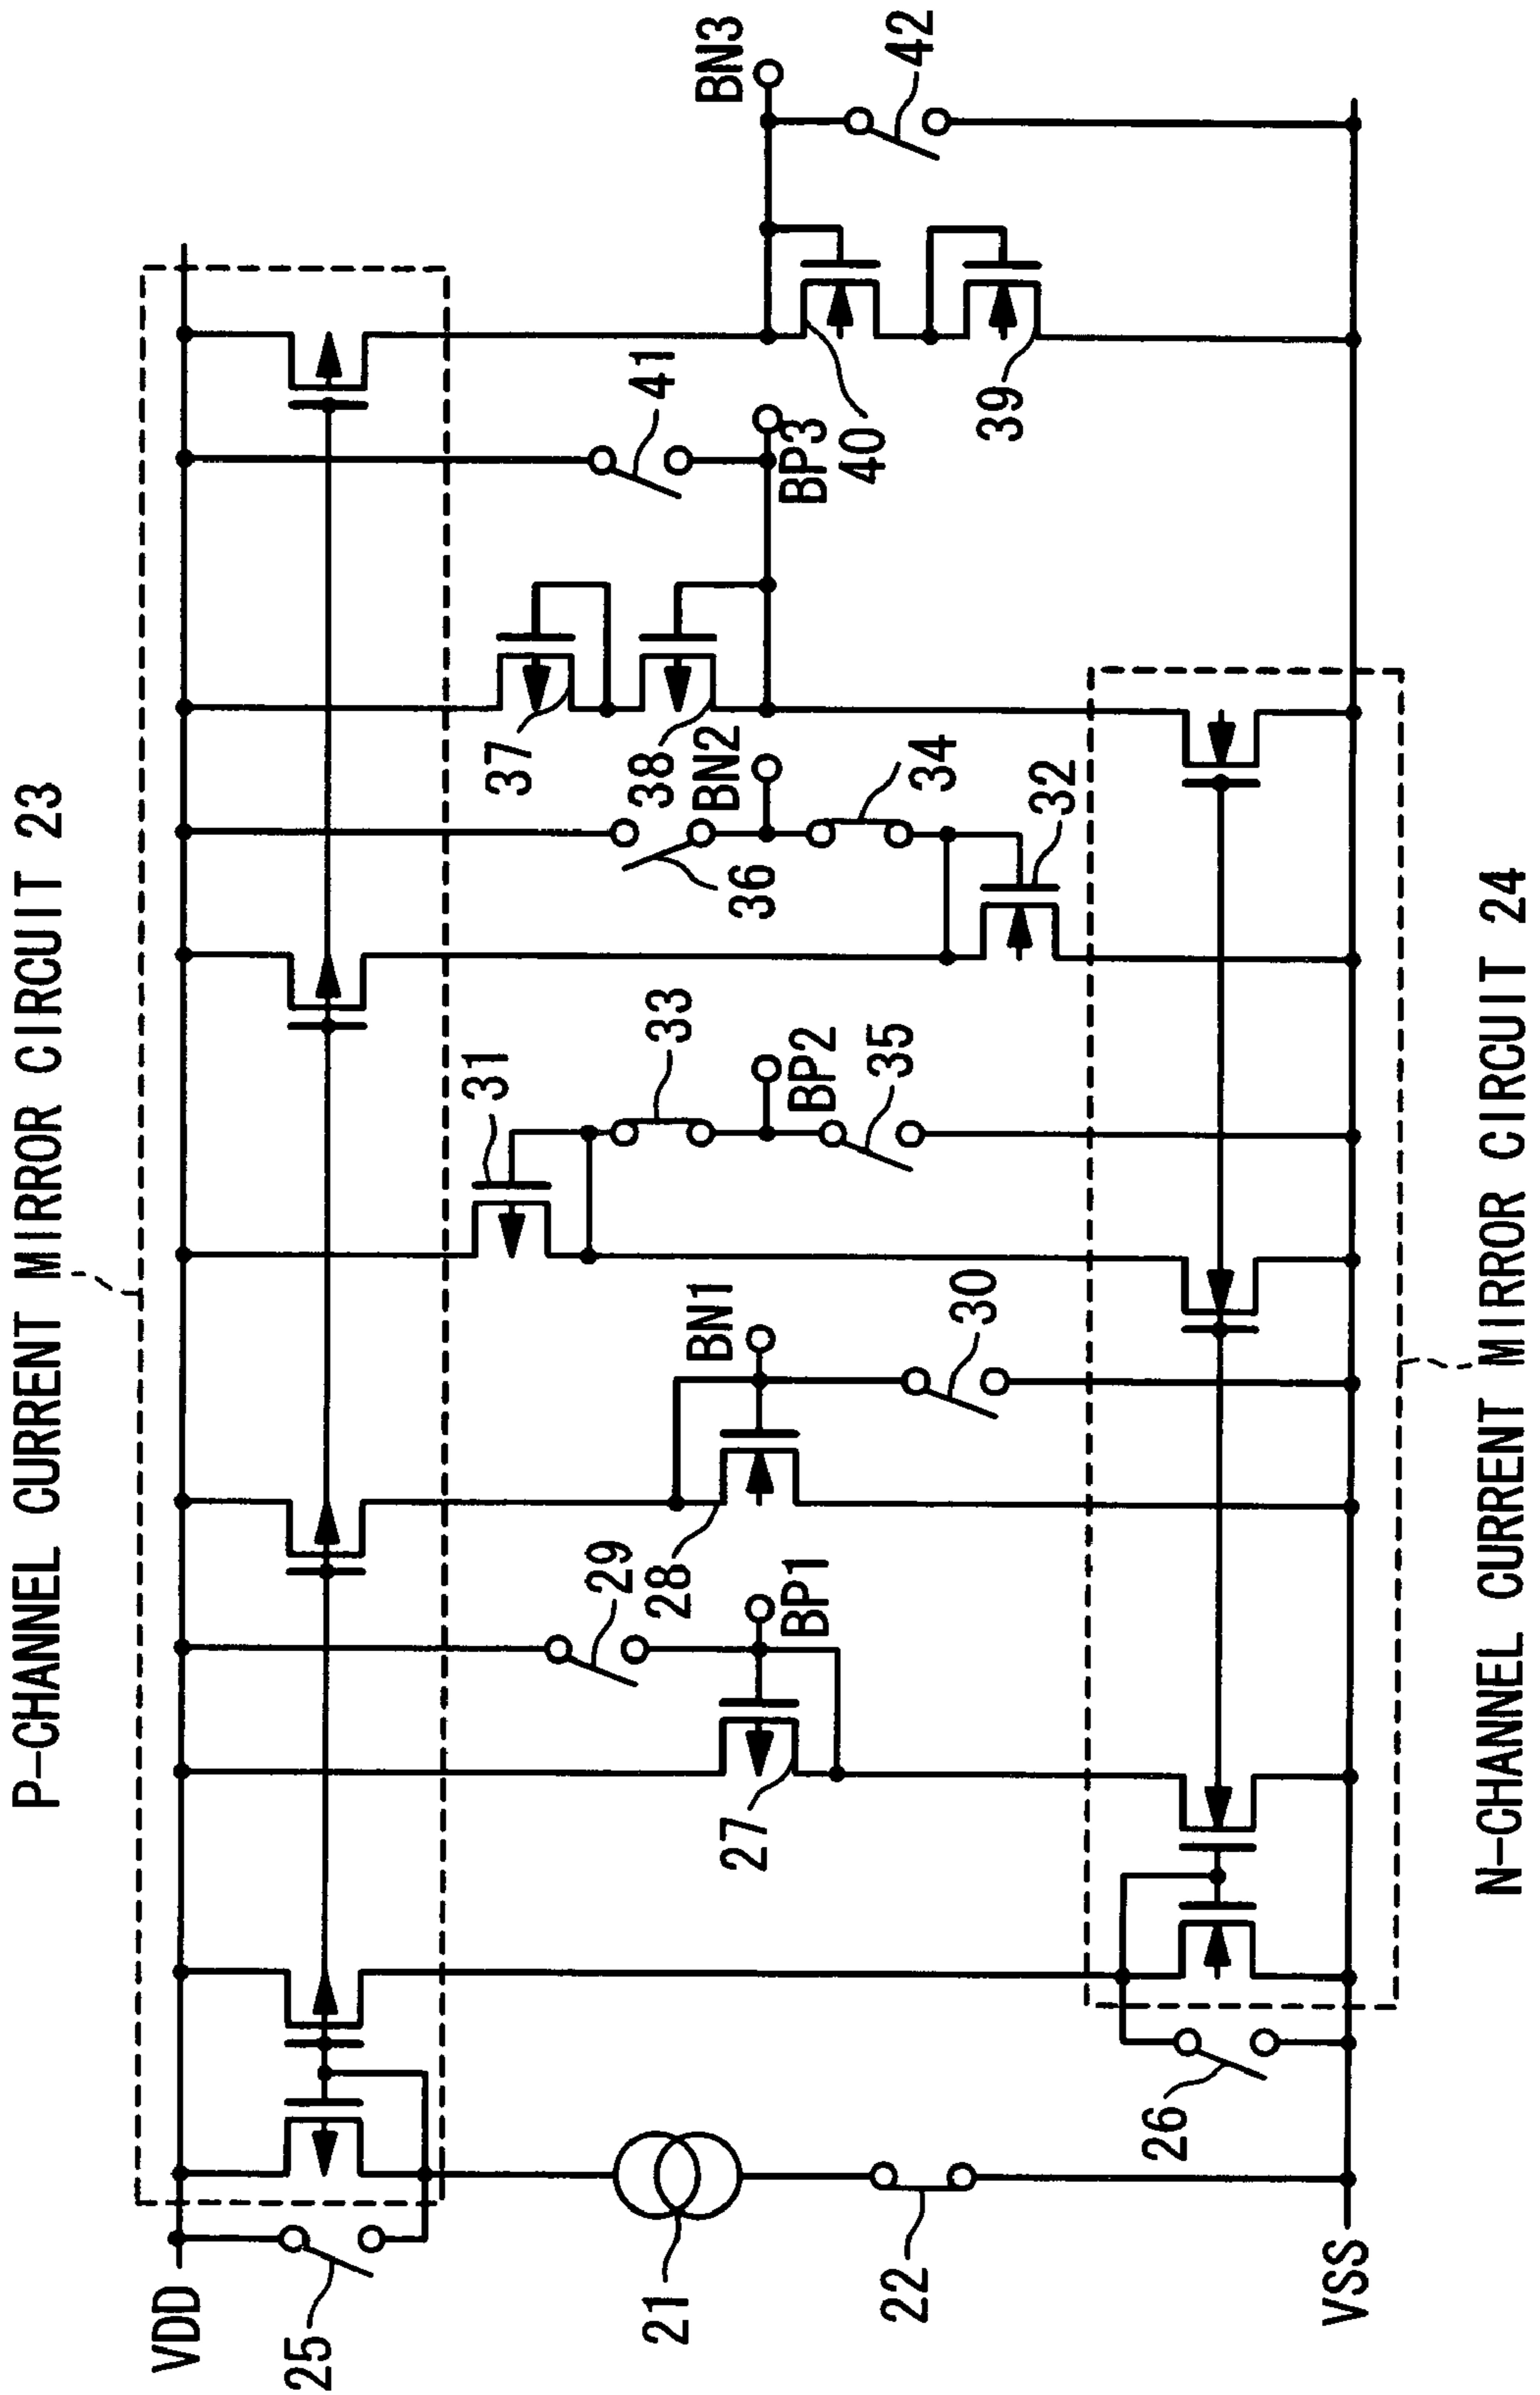 P-CHANNEL CURRENT MIRROR CIRCUIT 23
VDD
25
21
22
26
VSS
27
BP1
29
28
BN1
30
31
33
BP2
35
36
BN2
34
32
37
38
BP3
41
40
39
BN3
42
N-CHANNEL CURRENT MIRROR CIRCUIT 24